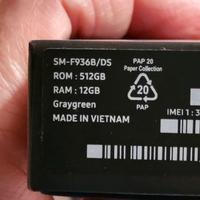 SM-F936B/DS
ROM : 512GB
RAM : 12GB
Graygreen
MADE IN VIETNAM
PAP 20
Paper Collection
20
PAP
IMEI 1 : 3